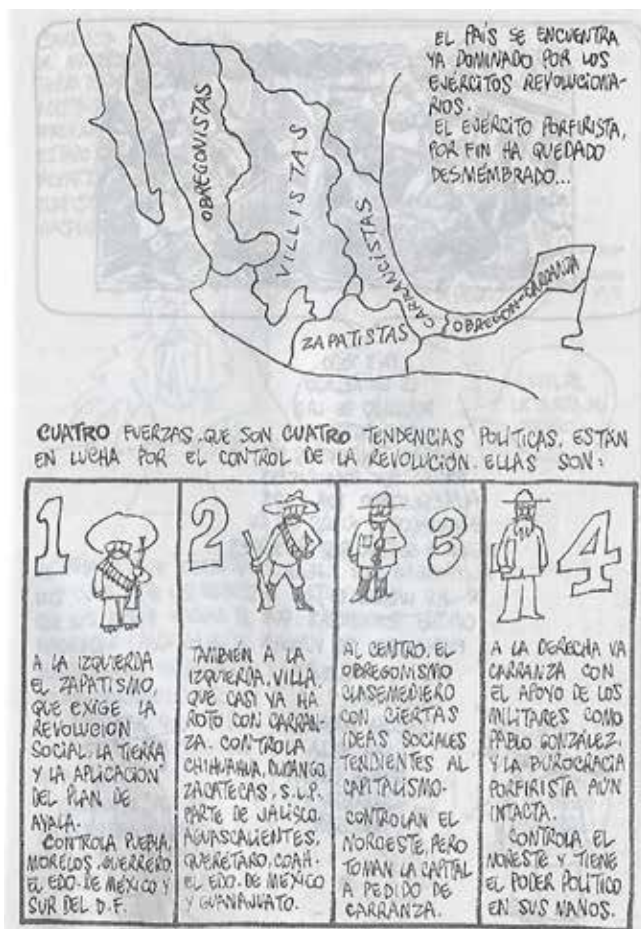 EL PAÍS SE ENCUENTRA
YA DOMINADO POR LOS
EJÉRCITOS REVOLUCIONA-
RIOS.
EL EJÉRCITO PORFIRISTA,
POR FIN HA QUEDADO
DESMEMBRADO...
OBREGONISTAS
VILLISTAS
CARRANCISTAS
ZAPATISTAS
OBREGON-CARRANZA
CUATRO FUERZAS, QUE SON CUATRO TENDENCIAS POLÍTICAS, ESTÁN
EN LUCHA POR EL CONTROL DE LA REVOLUCIÓN. ELLAS SON:
1
A LA IZQUIERDA
EL ZAPATISMO,
QUE EXIGE LA
REVOLUCION
SOCIAL, LA TIERRA
Y LA APLICACION
DEL PLAN DE
AYALA.
CONTROLA PUEBLA,
MORELOS, GUERRERO,
EL EDO. DE MÉXICO Y
SUR DEL D.F.
2
TAMBIÉN A LA
IZQUIERDA, VILLA,
QUE CASI YA HA
ROTO CON CARRAN-
ZA. CONTROLA
CHIHUAHUA, DURANGO,
ZACATECAS, S.L.P.
PARTE DE JALISCO,
AGUASCALIENTES,
QUERÉTARO, COAH.
EL EDO. DE MÉXICO
Y GUANAJUATO.
3
AL CENTRO, EL
OBREGONISMO
CLASEMEDIERO
CON CIERTAS
IDEAS SOCIALES
TENDIENTES AL
CAPITALISMO.
CONTROLAN EL
NOROESTE, PERO
TOMAN LA CAPITAL
A PEDIDO DE
CARRANZA.
4
A LA DERECHA VA
CARRANZA CON
EL APOYO DE LOS
MILITARES COMO
PABLO GONZÁLEZ,
Y LA BUROCRACIA
PORFIRISTA AÚN
INTACTA.
CONTROLA EL
NORESTE Y TIENE
EL PODER POLÍTICO
EN SUS MANOS.